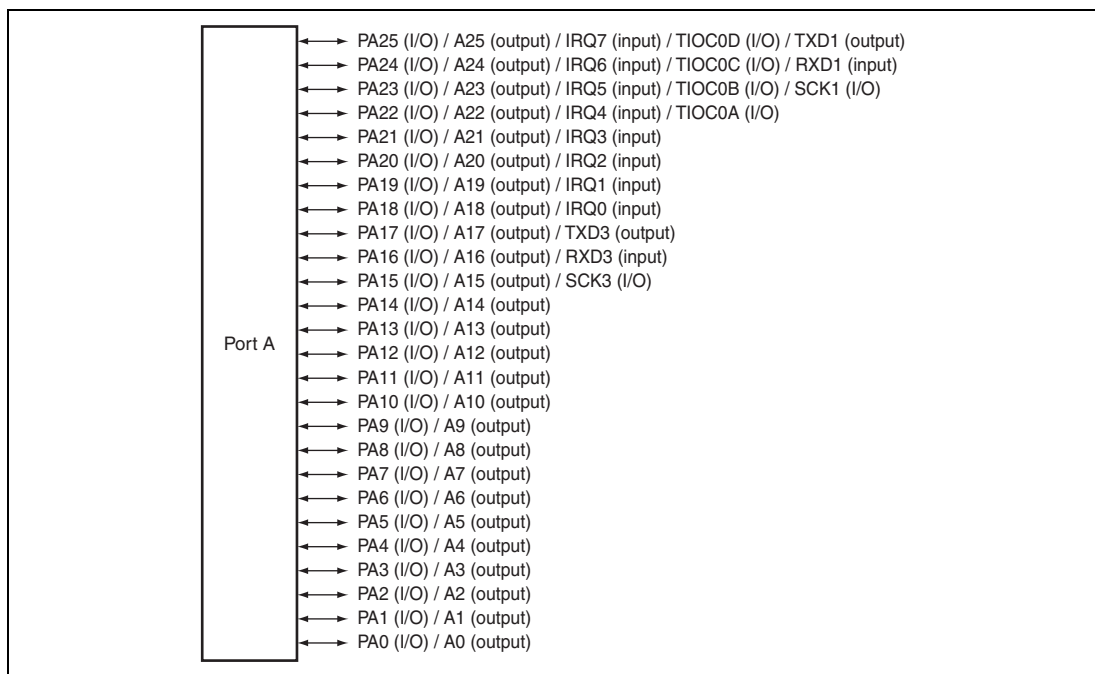 PA25 (I/O) / A25 (output) / IRQ7 (input) / TIOC0D (I/O) / TXD1 (output)
PA24 (I/O) / A24 (output) / IRQ6 (input) / TIOC0C (I/O) / RXD1 (input)
PA23 (I/O) / A23 (output) / IRQ5 (input) / TIOC0B (I/O) / SCK1 (I/O)
PA22 (I/O) / A22 (output) / IRQ4 (input) / TIOC0A (I/O)
PA21 (I/O) / A21 (output) / IRQ3 (input)
PA20 (I/O) / A20 (output) / IRQ2 (input)
PA19 (I/O) / A19 (output) / IRQ1 (input)
PA18 (I/O) / A18 (output) / IRQ0 (input)
PA17 (I/O) / A17 (output) / TXD3 (output)
PA16 (I/O) / A16 (output) / RXD3 (input)
PA15 (I/O) / A15 (output) / SCK3 (I/O)
PA14 (I/O) / A14 (output)
PA13 (I/O) / A13 (output)
Port A
PA12 (I/O) / A12 (output)
PA11 (I/O) / A11 (output)
PA10 (I/O) / A10 (output)
PA9 (I/O) / A9 (output)
PA8 (I/O) / A8 (output)
PA7 (I/O) / A7 (output)
PA6 (I/O) / A6 (output)
PA5 (I/O) / A5 (output)
PA4 (I/O) / A4 (output)
PA3 (I/O) / A3 (output)
PA2 (I/O) / A2 (output)
PA1 (I/O) / A1 (output)
PA0 (I/O) / A0 (output)